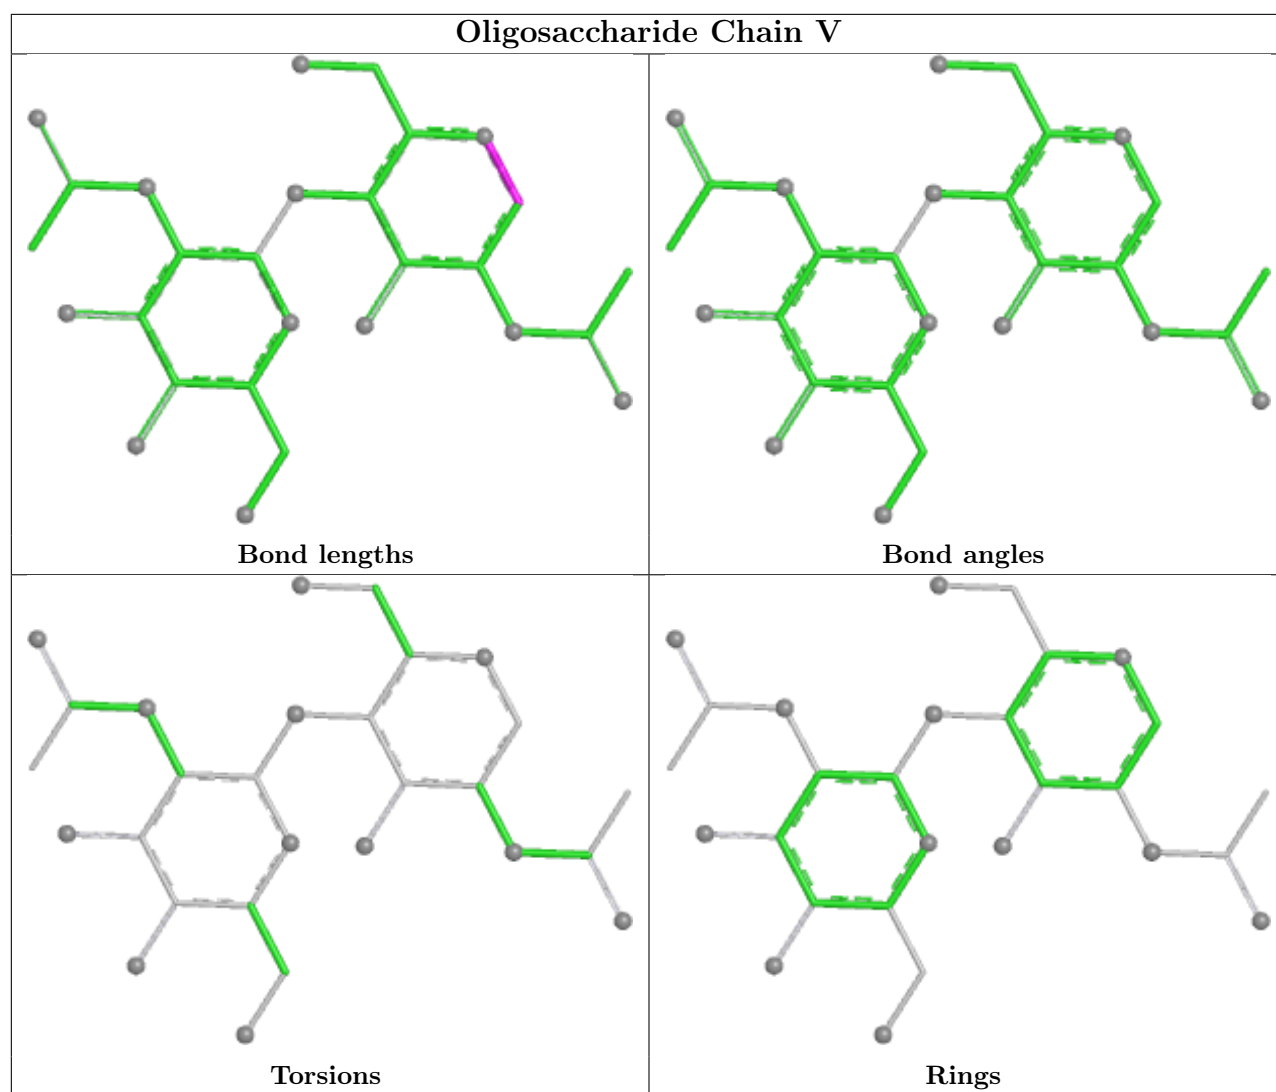 Oligosaccharide Chain V
Bond lengths
Bond angles
Torsions
Rings